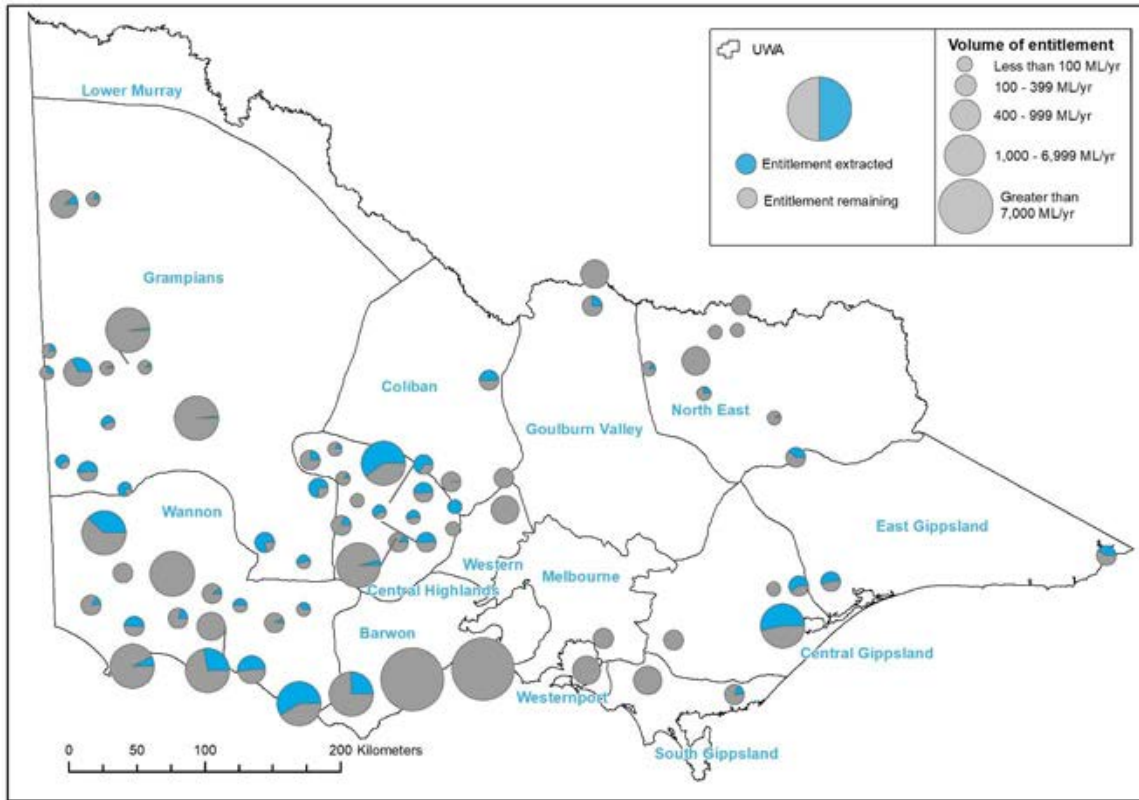 UWA
Entitlement extracted
Entitlement remaining
Volume of entitlement
Less than 100 ML/yr
100 - 399 ML/yr
400 - 999 ML/yr
1,000 - 6,999 ML/yr
Greater than
7,000 ML/yr
Lower Murray
Grampians
Coliban
Goulburn Valley
North East
Wannon
East Gippsland
Western
Melbourne
Central Highlands
Barwon
Central Gippsland
Westernport
South Gippsland
0 50 100 200 Kilometers